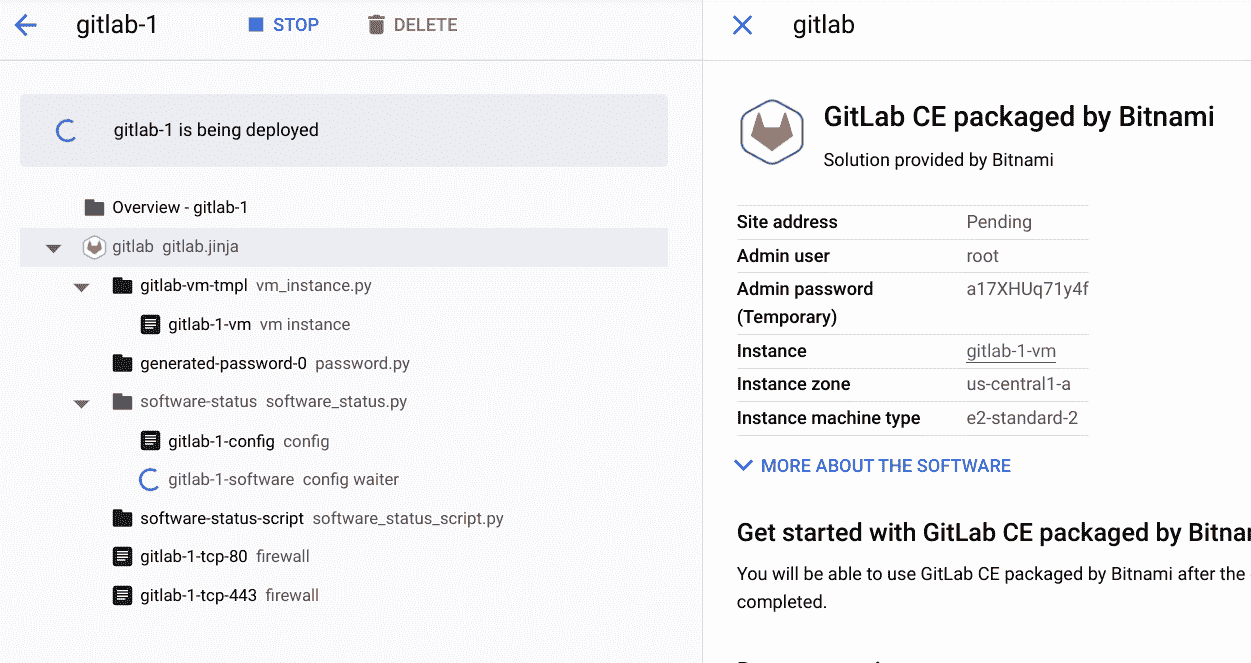 gitlab-1 STOP DELETE
gitlab-1 is being deployed
Overview - gitlab-1
gitlab gitlab.jinja
gitlab-vm-tmpl vm_instance.py
gitlab-1-vm vm instance
generated-password-0 password.py
software-status software_status.py
gitlab-1-config config
gitlab-1-software config waiter
software-status-script software_status_script.py
gitlab-1-tcp-80 firewall
gitlab-1-tcp-443 firewall
gitlab
GitLab CE packaged by Bitnami
Solution provided by Bitnami
Site address Pending
Admin user root
Admin password a17XHUq71y4f
(Temporary)
Instance gitlab-1-vm
Instance zone us-central1-a
Instance machine type e2-standard-2
MORE ABOUT THE SOFTWARE
Get started with GitLab CE packaged by Bitna
You will be able to use GitLab CE packaged by Bitnami after the
completed.